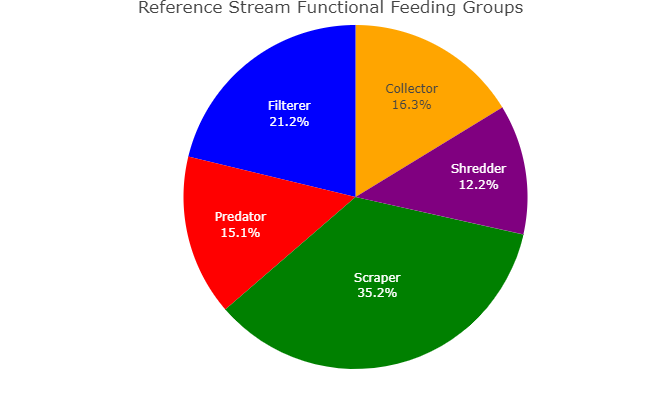 Reference Stream Functional Feeding Groups
Collector
16.3%
Shredder
12.2%
Scraper
35.2%
Predator
15.1%
Filterer
21.2%